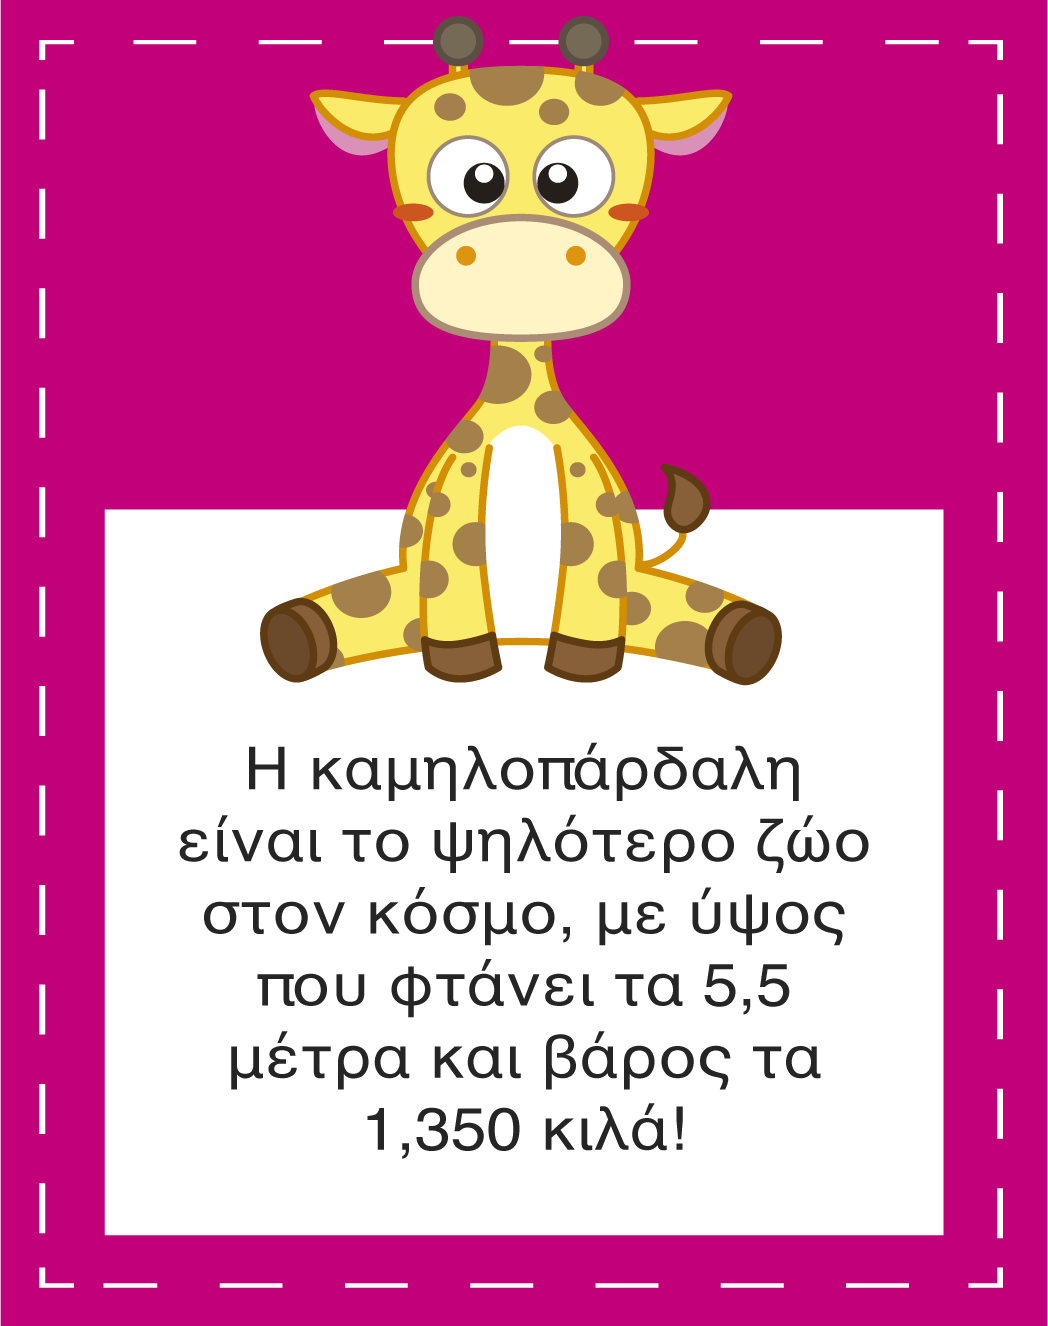 Η καμηλοπάρδαλη
είναι το ψηλότερο ζώο
στον κόσμο, με ύψος
που φτάνει τα 5,5
μέτρα και βάρος τα
1,350 κιλά!